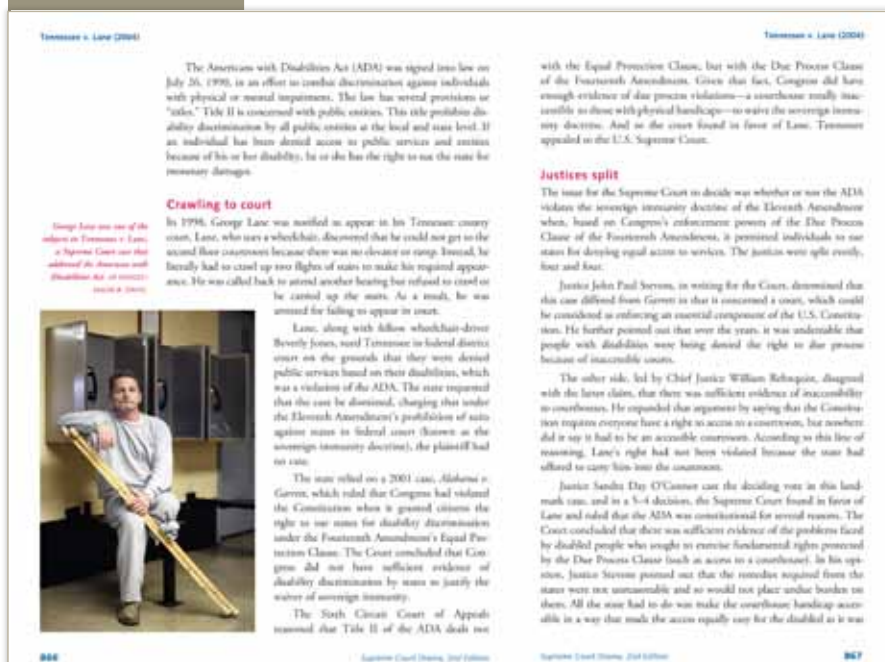 Tennessee v. Lane (2004)
The Americans with Disabilities Act (ADA) was signed into law on
July 26, 1990, in an effort to combat discrimination against individuals
with physical or mental impairment. The law has several provisions or
"titles." Title II is concerned with public entities. This title prohibits dis-
ability discrimination by all public entities at the local and state level. If
an individual has been denied access to public services and entities
because of his or her disability, he or she has the right to sue the state for
monetary damages.
Crawling to court
In 1998, George Lane was notified to appear in his Tennessee county
court. Lane, who uses a wheelchair, discovered that he could not get to the
second floor courtroom because there was no elevator or ramp. Instead, he
literally had to crawl up two flights of stairs to make his required appear-
ance. He was called back to attend another hearing but refused to crawl or
be carried up the stairs. As a result, he was
arrested for failing to appear in court.
George Lane was one of the
subjects in Tennessee v. Lane,
a Supreme Court case that
addressed the Americans with
Disabilities Act.
Lane, along with fellow wheelchair-driver
Beverly Jones, sued Tennessee in federal district
court on the grounds that they were denied
public services based on their disabilities, which
was a violation of the ADA. The state requested
that the case be dismissed, charging that under
the Eleventh Amendment's prohibition of suits
against states in federal court (known as the
sovereign immunity doctrine), the plaintiff had
no case.
The state relied on a 2001 case, Alabama v.
Garrett, which ruled that Congress had violated
the Constitution when it granted citizens the
right to sue states for disability discrimination
under the Fourteenth Amendment's Equal Pro-
tection Clause. The Court concluded that Con-
gress did not have sufficient evidence of
disability discrimination by states to justify the
waiver of sovereign immunity.
The Sixth Circuit Court of Appeals
reasoned that Title II of the ADA deals not
866
Supreme Court Drama, 2nd Edition
Tennessee v. Lane (2004)
with the Equal Protection Clause, but with the Due Process Clause
of the Fourteenth Amendment. Given that fact, Congress did have
enough evidence of due process violations—a courthouse totally inac-
cessible to those with physical handicaps—to waive the sovereign immu-
nity doctrine. And so the court found in favor of Lane. Tennessee
appealed to the U.S. Supreme Court.
Justices split
The issue for the Supreme Court to decide was whether or not the ADA
violates the sovereign immunity doctrine of the Eleventh Amendment
when, based on Congress's enforcement powers of the Due Process
Clause of the Fourteenth Amendment, it permitted individuals to sue
states for denying equal access to services. The justices were split evenly,
four and four.
Justice John Paul Stevens, in writing for the Court, determined that
this case differed from Garrett in that it concerned a court, which could
be considered as enforcing an essential component of the U.S. Constitu-
tion. He further pointed out that over the years, it was undeniable that
people with disabilities were being denied the right to due process
because of inaccessible courts.
The other side, led by Chief Justice William Rehnquist, disagreed
with the latter claim, that there was sufficient evidence of inaccessibility
to courthouses. He expanded that argument by saying that the Constitu-
tion requires everyone have a right to access to a courtroom, but nowhere
did it say it had to be an accessible courtroom. According to this line of
reasoning, Lane's right had not been violated because the state had
offered to carry him into the courtroom.
Justice Sandra Day O'Connor cast the deciding vote in this land-
mark case, and in a 5–4 decision, the Supreme Court found in favor of
Lane and ruled that the ADA was constitutional for several reasons. The
Court concluded that there was sufficient evidence of the problems faced
by disabled people who sought to exercise fundamental rights protected
by the Due Process Clause (such as access to a courthouse). In his opi-
nion, Justice Stevens pointed out that the remedies required from the
states were not unreasonable and so would not place undue burden on
them. All the state had to do was make the courthouse handicap acces-
sible in a way that made the access equally easy for the disabled as it was
Supreme Court Drama, 2nd Edition
867